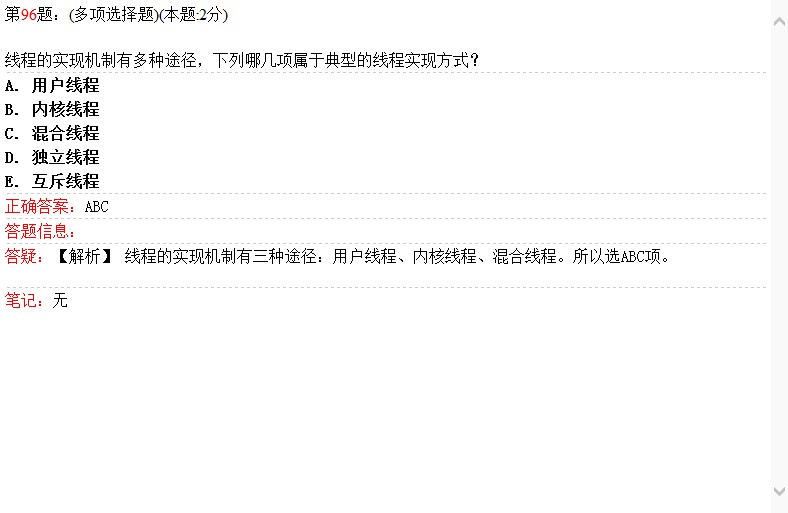 第96题：(多项选择题)(本题:2分)
线程的实现机制有多种途径，下列哪几项属于典型的线程实现方式？
A. 用户线程
B. 内核线程
C. 混合线程
D. 独立线程
E. 互斥线程
正确答案：ABC
答题信息：
答疑：【解析】 线程的实现机制有三种途径：用户线程、内核线程、混合线程。所以选ABC项。
笔记：无